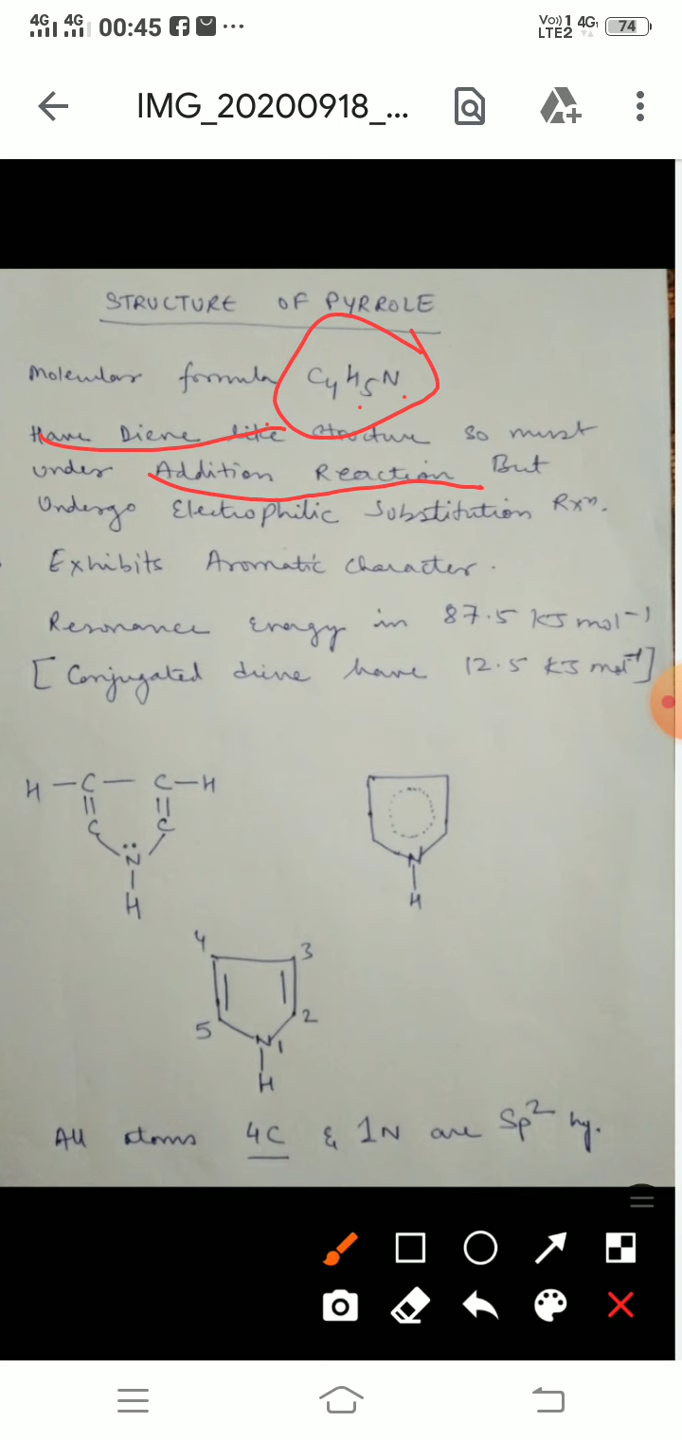 4G 4G 00:45 ...
Vo)) 1 4G
LTE2
74
IMG_20200918_...
STRUCTURE OF PYRROLE
Molecular formula C4H5N
Have Diene like structure so must
under Addition Reaction But
Undergo Electrophilic Substitution Rxn.
Exhibits Aromatic Character.
Resonance Energy in 87.5 KJ mol-1
[ Conjugated diene have 12.5 KJ mol-1 ]
H - C - C - H
C C
N
N
H
H
4 3
5 2
N 1
H
All atoms 4C & 1N are Sp2 hy.